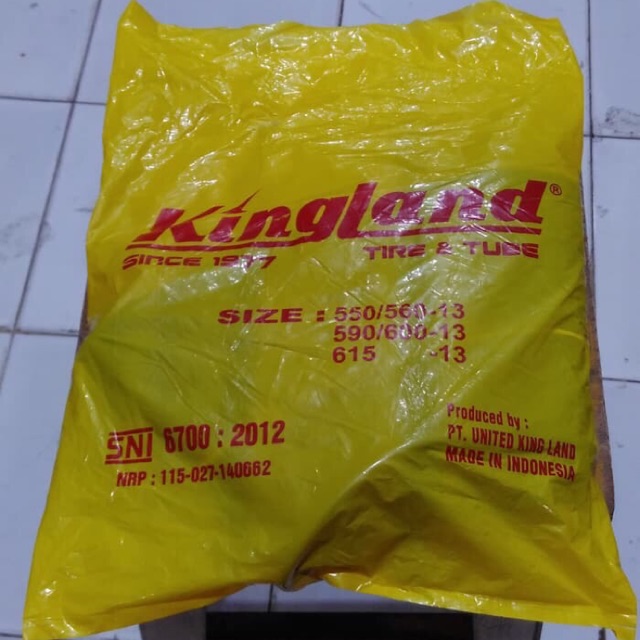 Kingland®
SINCE 1977 TIRE & TUBE
SIZE : 550/560-13
590/600-13
615 -13
SNI 6700 : 2012
NRP : 115-027-140662
Produced by :
PT. UNITED KING LAND
MADE IN INDONESIA